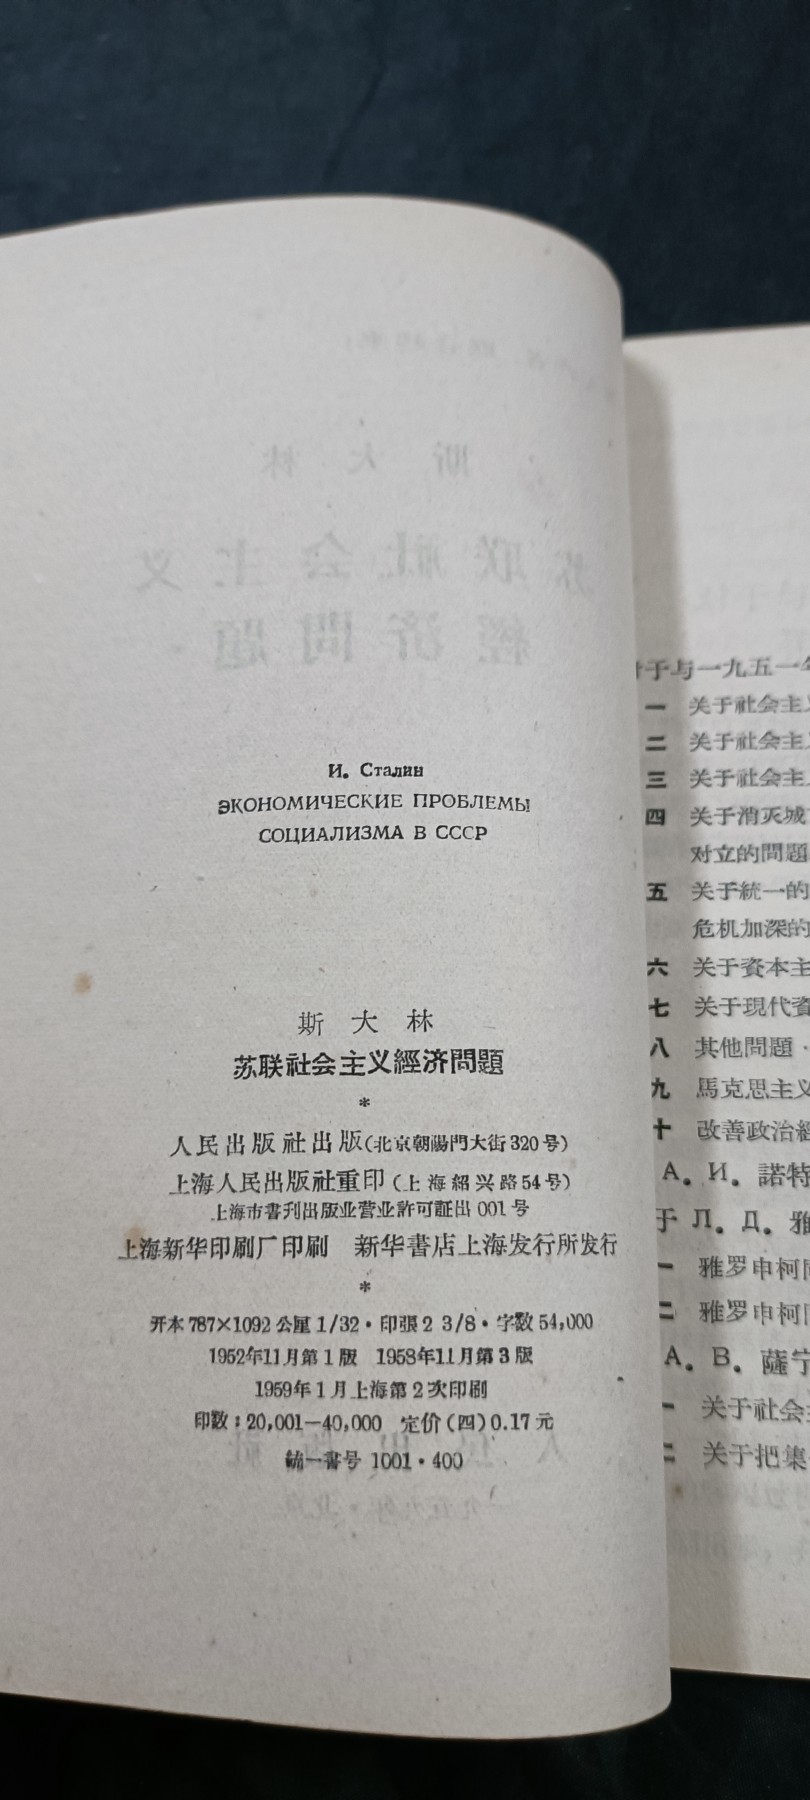 И. Сталин
ЭКОНОМИЧЕСКИЕ ПРОБЛЕМЫ
СОЦИАЛИЗМА В СССР
斯大林
苏联社会主义經济問題
*
人民出版社出版(北京朝陽門大街320号)
上海人民出版社重印(上海紹兴路54号)
上海市書刋出版业营业許可証出001号
上海新华印刷厂印刷 新华書店上海发行所发行
*
开本787×1092公厘1/32·印張2 3/8·字数54,000
1952年11月第1版 1958年11月第3版
1959年1月上海第2次印刷
印数：20,001—40,000 定价(四)0.17元
統一書号 1001·400
于与一九五一年
一 关于社会主义
二 关于社会主
三 关于社会主
四 关于消灭城
对立的問題
五 关于統一的
危机加深的
六 关于資本主
七 关于現代資
八 其他問題
九 馬克思主义
十 改善政治經
А. И. 諾特
于 Л. Д. 雅
一 雅罗申柯同
二 雅罗申柯同
А. В. 薩宁
关于社会
关于把集